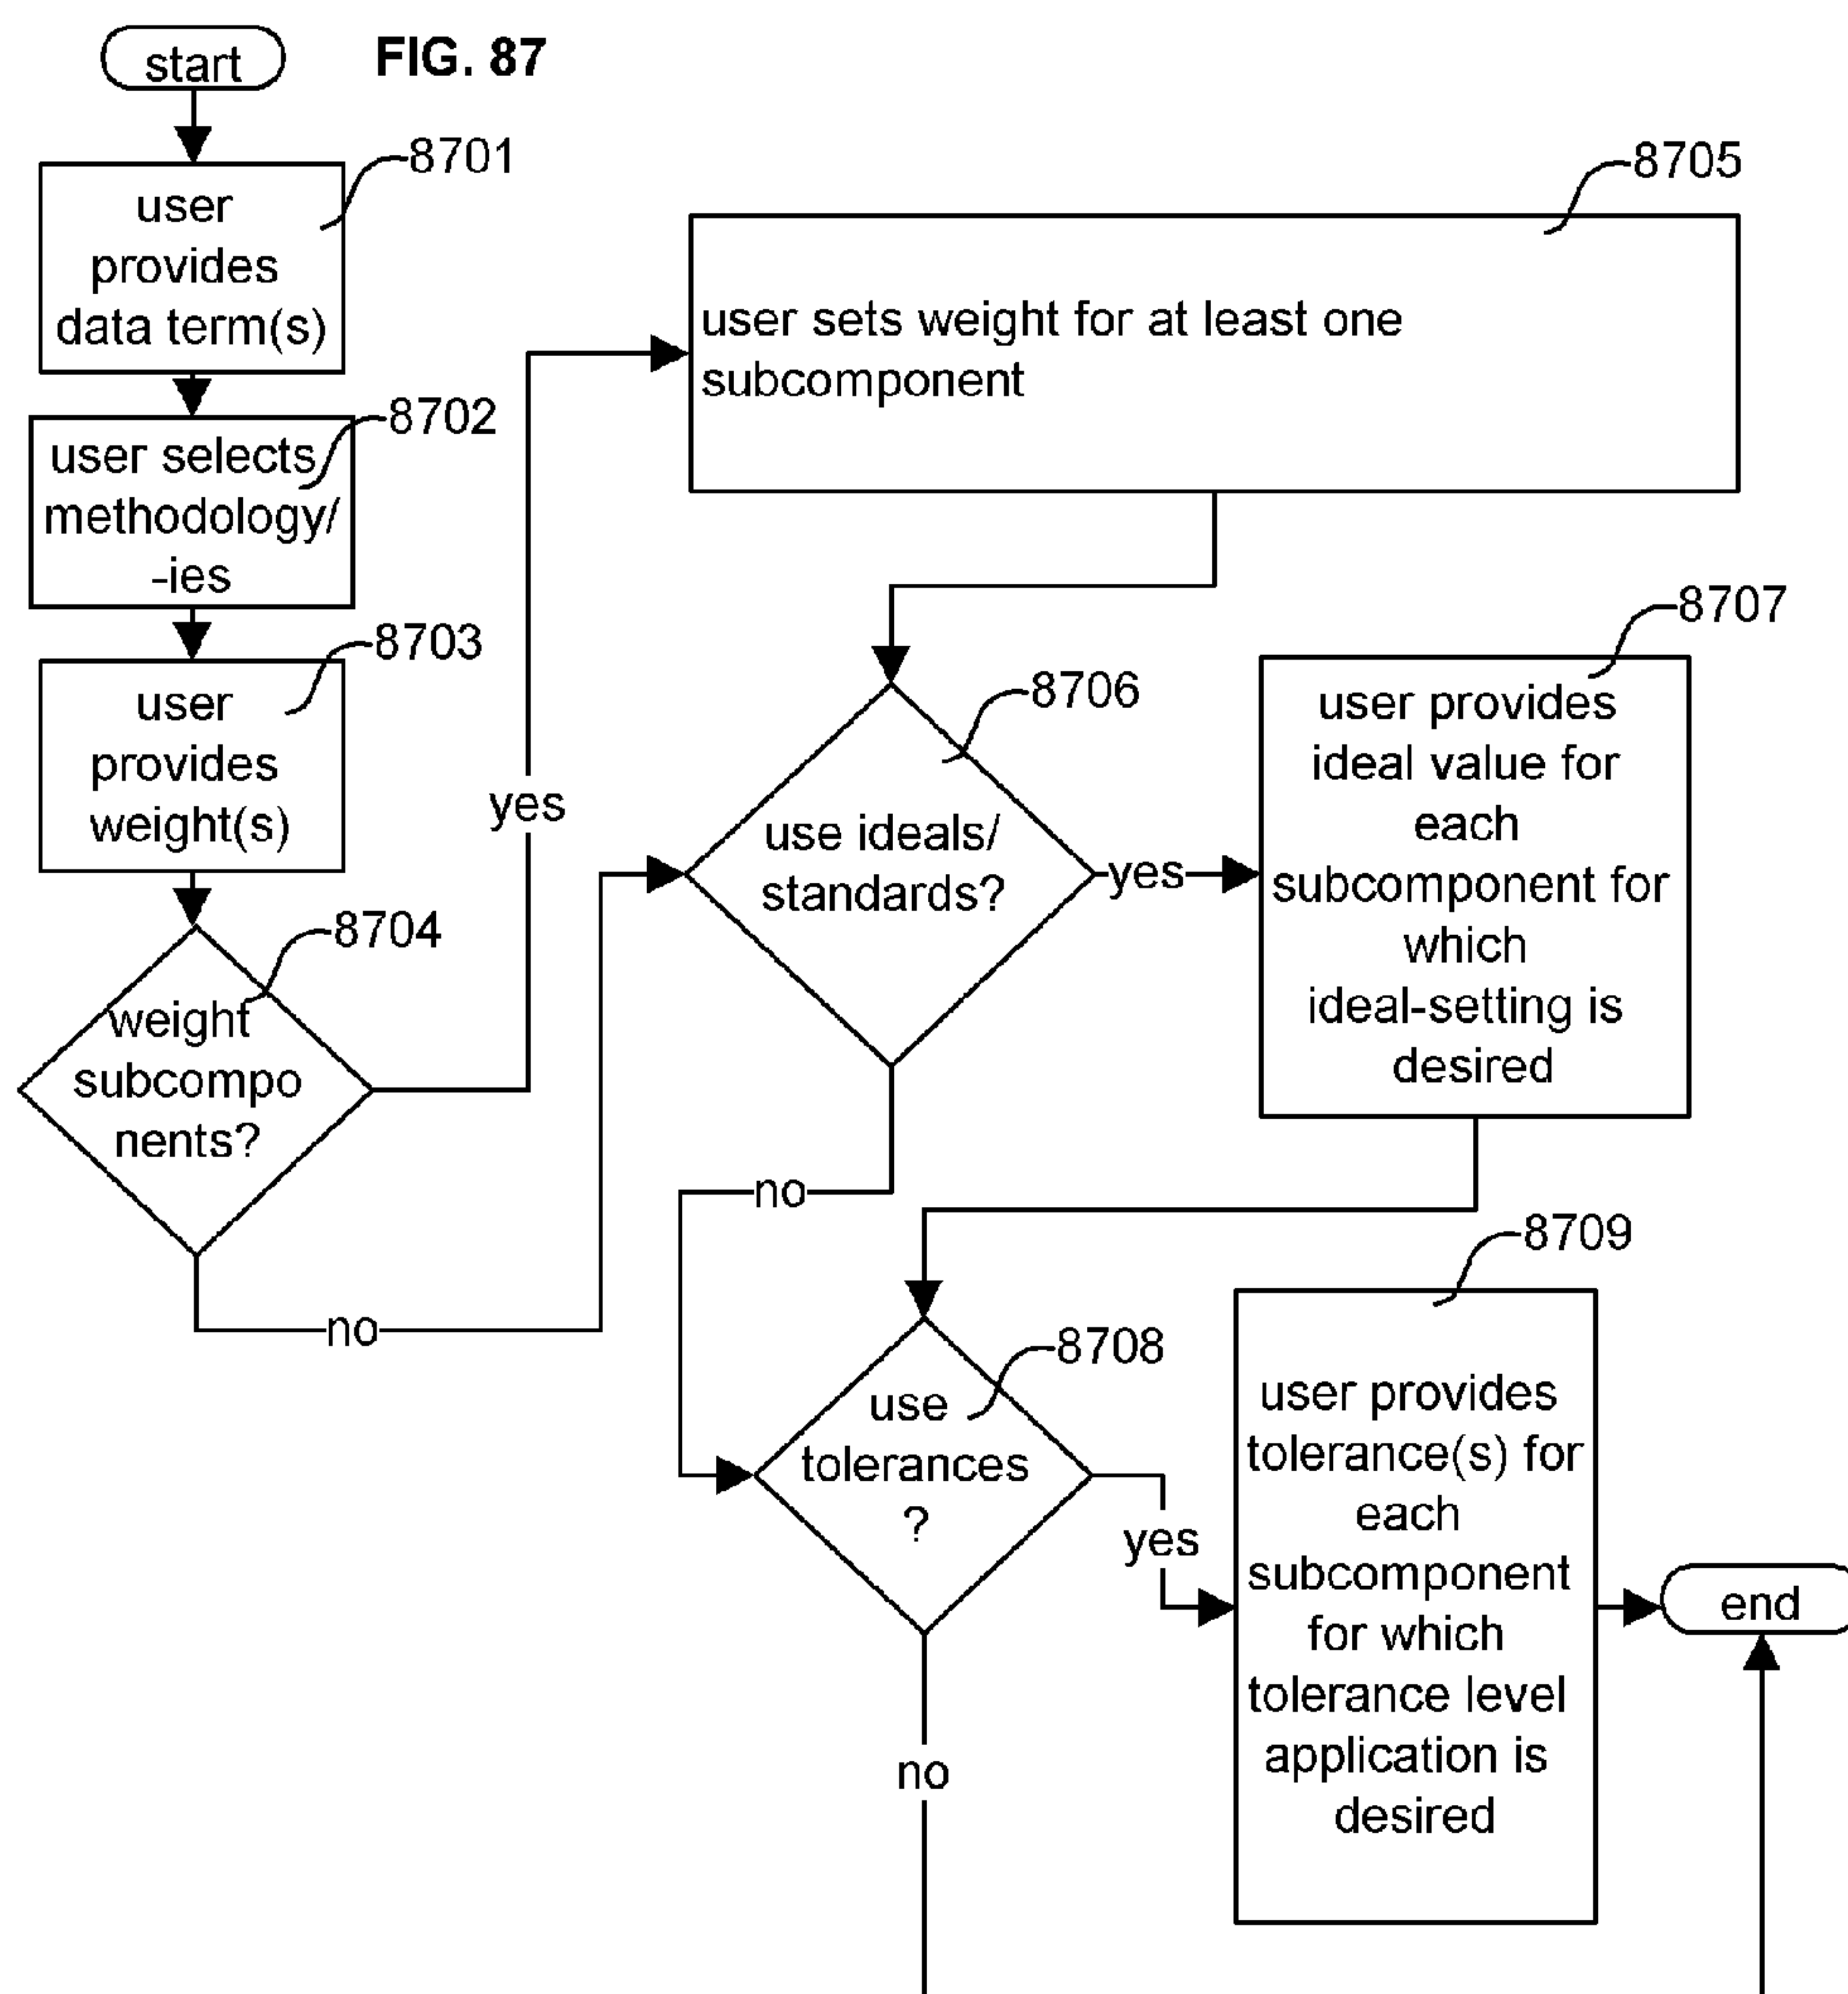 start
FIG. 87
8701
user
provides
data term(s)
8702
user selects
methodology/
-ies
8703
user
provides
weight(s)
8704
weight
subcompo
nents?
yes
no
8705
user sets weight for at least one
subcomponent
8706
use ideals/
standards?
yes
no
8707
user provides
ideal value for
each
subcomponent for
which
ideal-setting is
desired
8708
use
tolerances
?
yes
no
8709
user provides
tolerance(s) for
each
subcomponent
for which
tolerance level
application is
desired
end